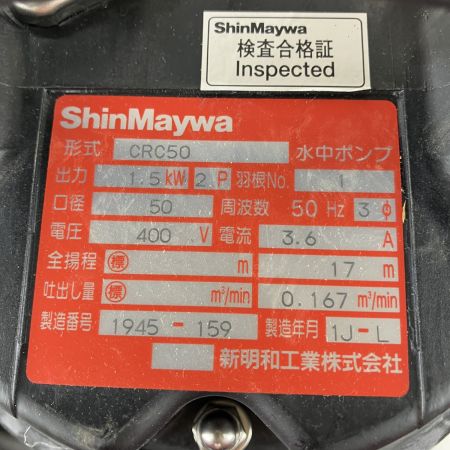 ShinMaywa
検査合格証
Inspected
ShinMaywa
形式 CRC50 水中ポンプ
出力 1.5 kW 2 P 羽根No. 1
口径 50 周波数 50 Hz 3 φ
電圧 400 V 電流 3.6 A
全揚程 標 m 17 m
吐出し量 標 m³/min 0.167 m³/min
製造番号 1945-159 製造年月 1J-L
新明和工業株式会社